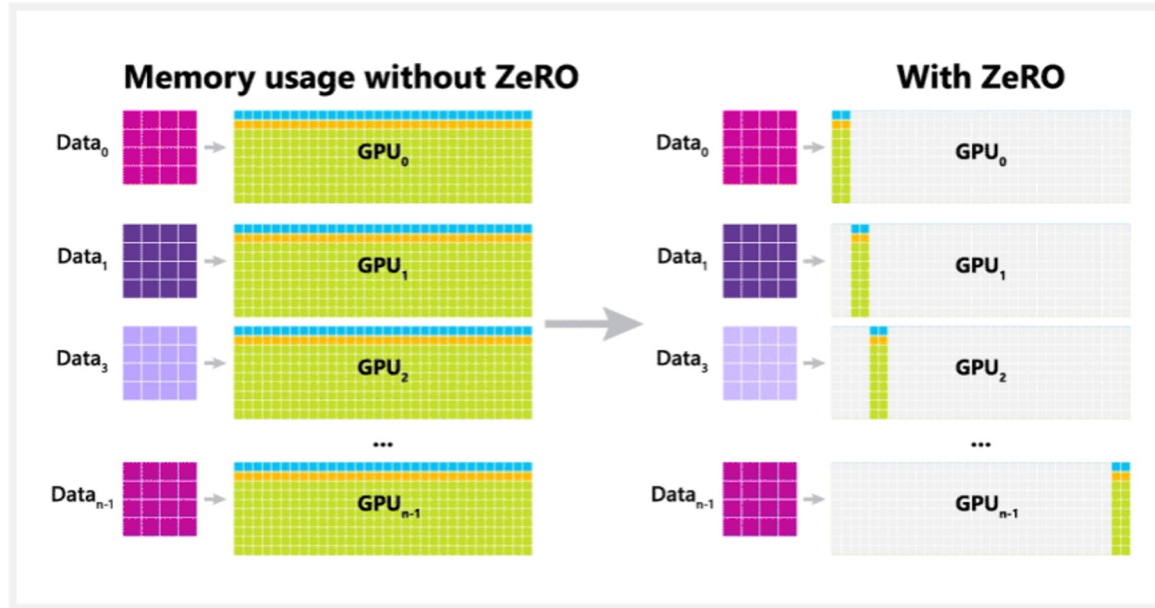 Memory usage without ZeRO
Data0
GPU0
Data1
GPU1
Data3
GPU2
...
Datan-1
GPUn-1
With ZeRO
Data0
GPU0
Data1
GPU1
Data3
GPU2
...
Datan-1
GPUn-1